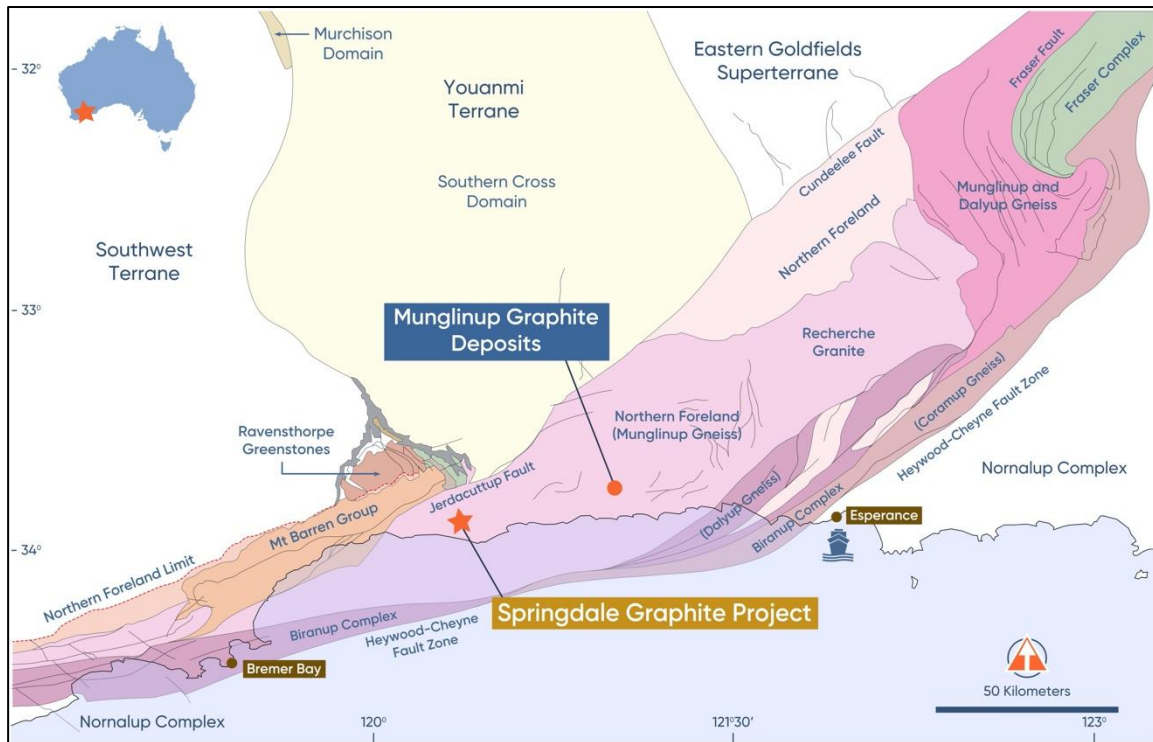 Murchison
Domain
Eastern Goldfields
Superterrane
- 32°
Youanmi
Terrane
Fraser Fault
Fraser Complex
Cundeelee Fault
Southern Cross
Domain
Munglinup and
Dalyup Gneiss
Northern Foreland
Southwest
Terrane
- 33°
Munglinup Graphite
Deposits
Recherche
Granite
Northern Foreland
(Munglinup Gneiss)
(Coramup Gneiss)
Heywood-Cheyne Fault Zone
Ravensthorpe
Greenstones
Jerdacuttup Fault
Nornalup Complex
Mt Barren Group
(Dalyup Gneiss)
Biranup Complex
Esperance
- 34°
Northern Foreland Limit
Springdale Graphite Project
Biranup Complex
Heywood-Cheyne
Fault Zone
Bremer Bay
50 Kilometers
Nornalup Complex
120°
121°30'
123°